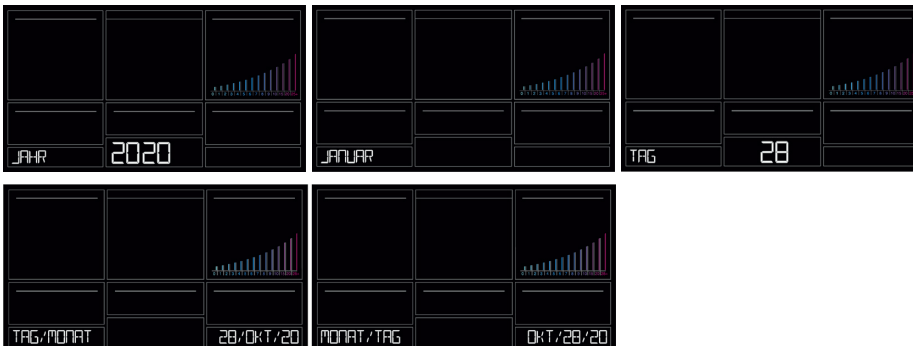 JAHR 2020
JANUAR
TAG 28
TAG/MONAT 28/OKT/20
MONAT/TAG OKT/28/20